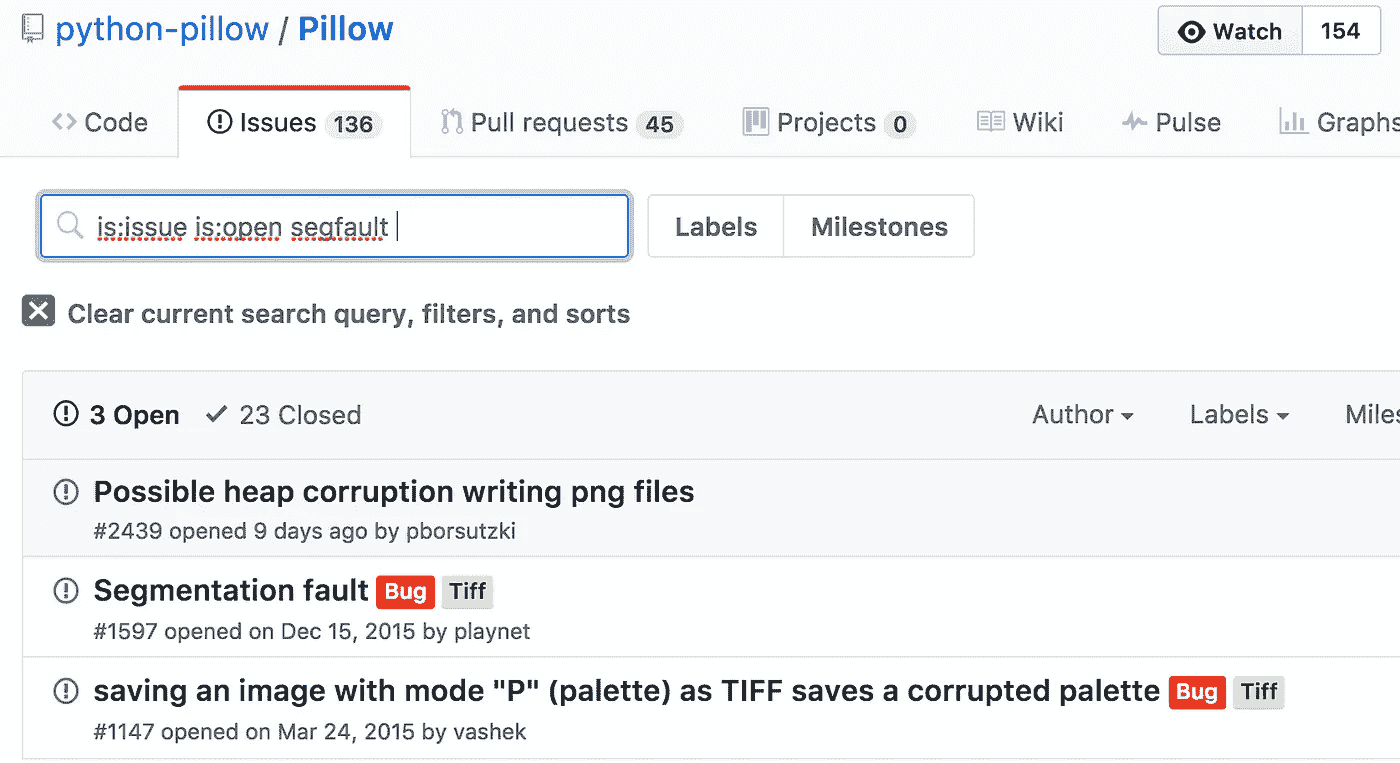 python-pillow / Pillow
Watch 154
Code Issues 136 Pull requests 45 Projects 0 Wiki Pulse Graphs
is:issue is:open segfault Labels Milestones
Clear current search query, filters, and sorts
3 Open 23 Closed Author Labels Miles
Possible heap corruption writing png files
#2439 opened 9 days ago by pborsutzki
Segmentation fault Bug Tiff
#1597 opened on Dec 15, 2015 by playnet
saving an image with mode "P" (palette) as TIFF saves a corrupted palette Bug Tiff
#1147 opened on Mar 24, 2015 by vashek